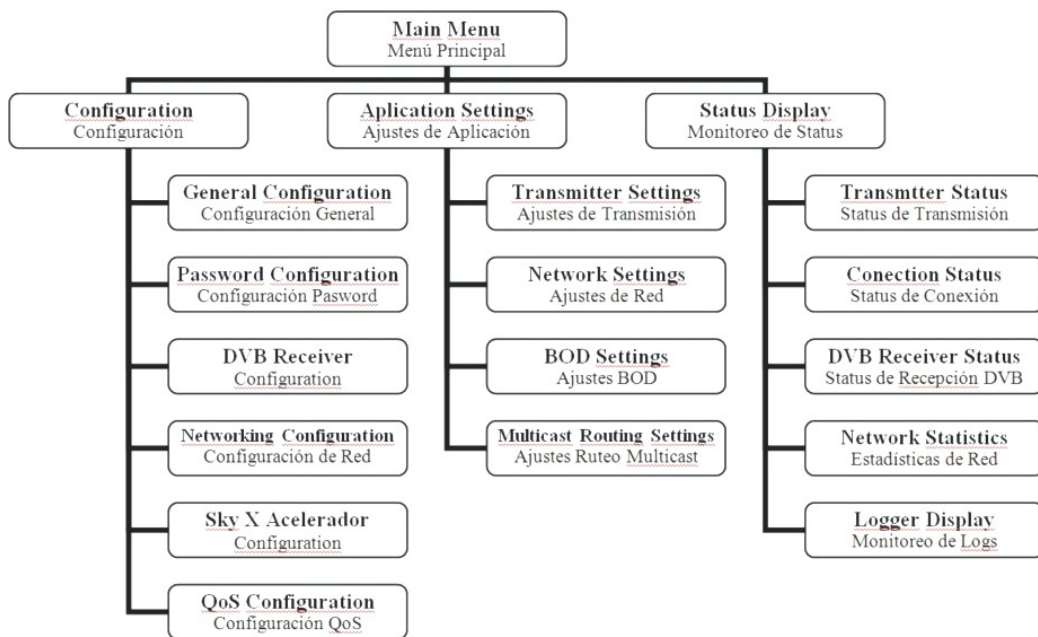 Main Menu
Menú Principal
Configuration
Configuración
Aplication Settings
Ajustes de Aplicación
Status Display
Monitoreo de Status
General Configuration
Configuración General
Password Configuration
Configuración Pasword
DVB Receiver
Configuration
Networking Configuration
Configuración de Red
Sky X Acelerador
Configuration
QoS Configuration
Configuración QoS
Transmitter Settings
Ajustes de Transmisión
Network Settings
Ajustes de Red
BOD Settings
Ajustes BOD
Multicast Routing Settings
Ajustes Ruteo Multicast
Transmtter Status
Status de Transmisión
Conection Status
Status de Conexión
DVB Receiver Status
Status de Recepción DVB
Network Statistics
Estadísticas de Red
Logger Display
Monitoreo de Logs